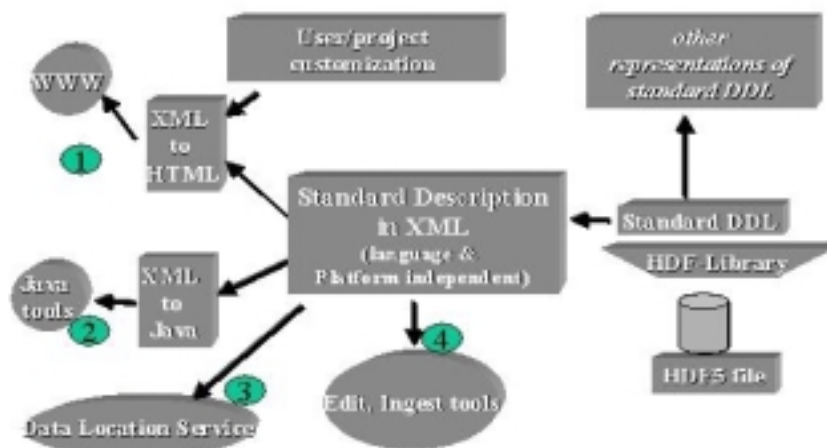 User/project
customization
other
representations of
standard DDL
WWW
XML
to
HTML
1
Standard Description
in XML
(language &
Platform independent)
Standard DDL
HDF-Library
Java
tools
2
XML
to
Java
4
HDF5 file
3
Edit, Ingest tools
Data Location Service